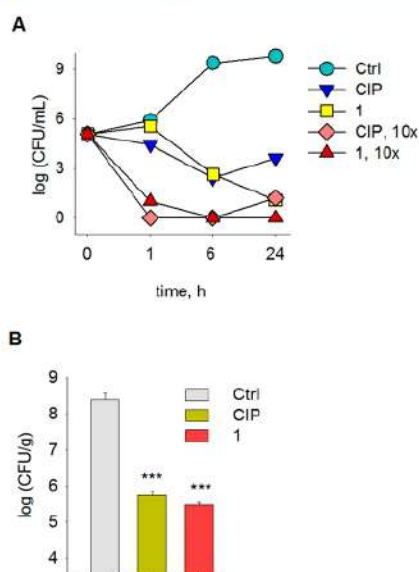 A
log (CFU/mL)
9
6
3
0
0 1 6 24
time, h
Ctrl
CIP
1
CIP, 10x
1, 10x
B
log (CFU/g)
9
8
7
6
5
4
*** ***
Ctrl
CIP
1